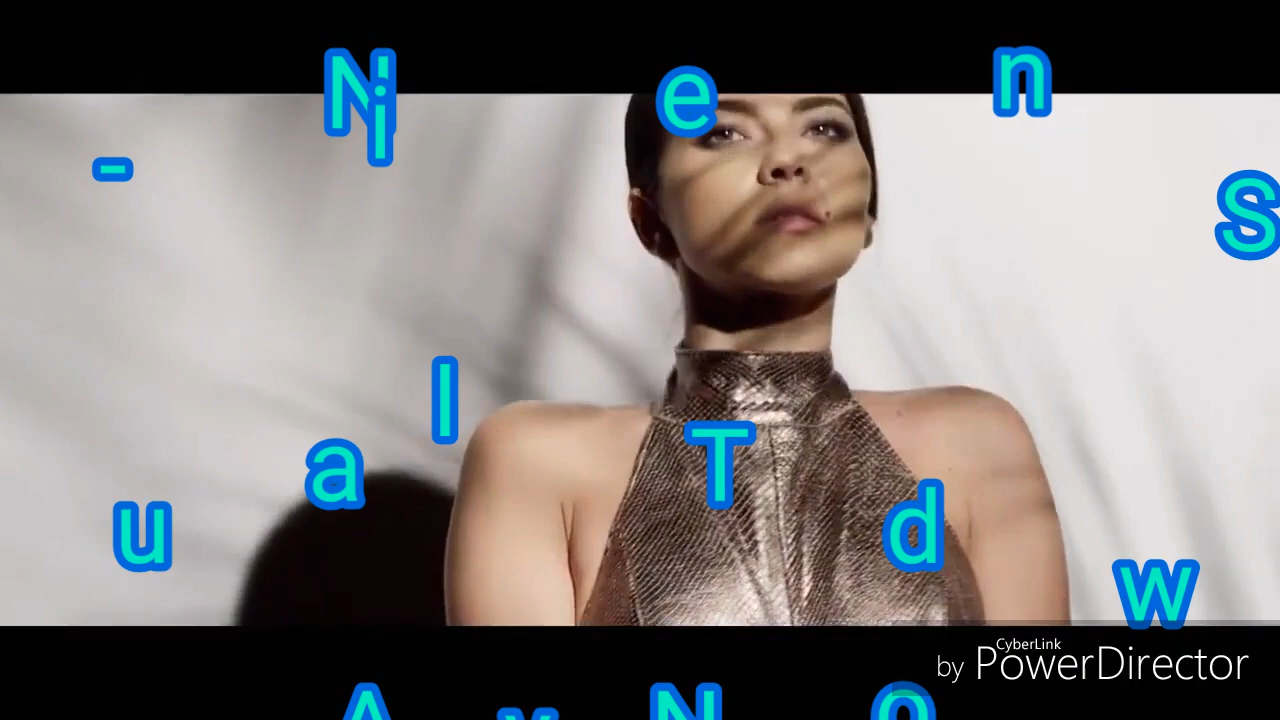 N i e n
-
S
l
a T
u d
w
CyberLink
by PowerDirector
A y N O